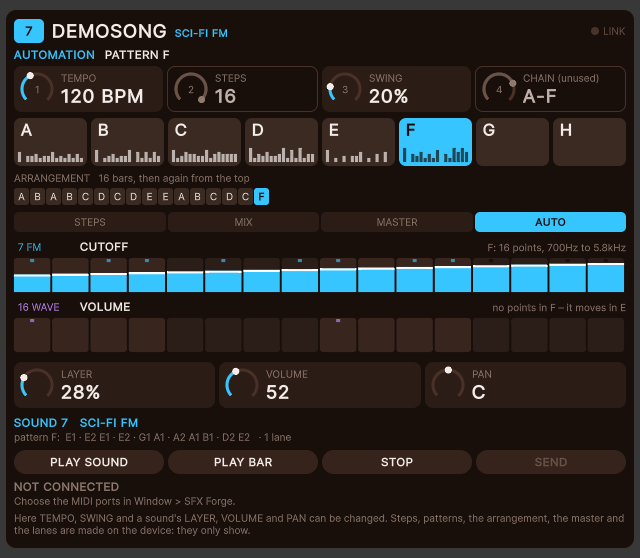 7 DEMOSONG SCI-FI FM LINK
AUTOMATION PATTERN F
1 TEMPO 120 BPM
2 STEPS 16
3 SWING 20%
4 CHAIN (unused) A-F
A B C D E F G H
ARRANGEMENT 16 bars, then again from the top
A B A B C D C D E E A B C D C F
STEPS MIX MASTER AUTO
7 FM CUTOFF F: 16 points, 700Hz to 5.8kHz
16 WAVE VOLUME no points in F – it moves in E
LAYER 28%
VOLUME 52
PAN C
SOUND 7 SCI-FI FM
pattern F: E1 · E2 E1 · E2 · G1 A1 · A2 A1 B1 · D2 E2 · 1 lane
PLAY SOUND PLAY BAR STOP SEND
NOT CONNECTED
Choose the MIDI ports in Window > SFX Forge.
Here TEMPO, SWING and a sound's LAYER, VOLUME and PAN can be changed. Steps, patterns, the arrangement, the master and
the lanes are made on the device: they only show.